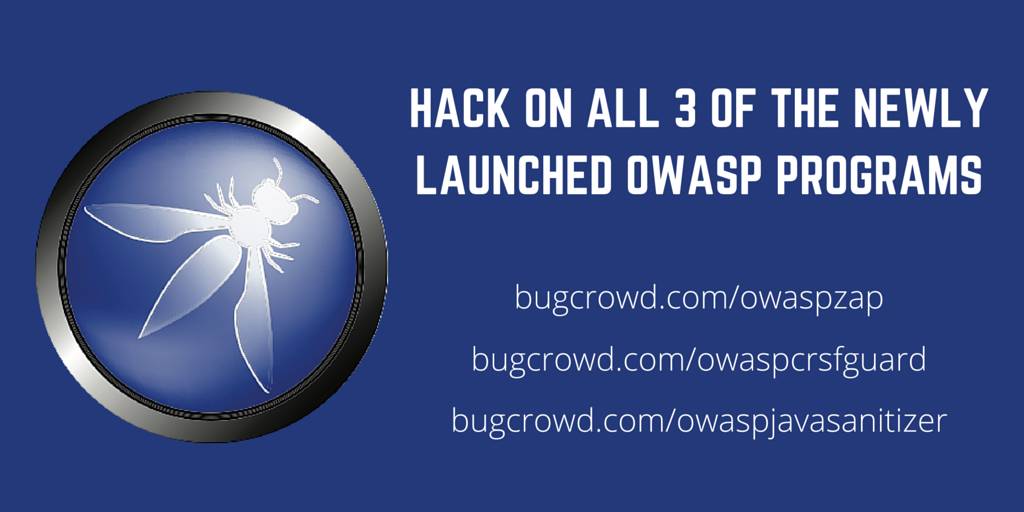 HACK ON ALL 3 OF THE NEWLY
LAUNCHED OWASP PROGRAMS
bugcrowd.com/owaspzap
bugcrowd.com/owaspcrsfguard
bugcrowd.com/owaspjavasanitizer